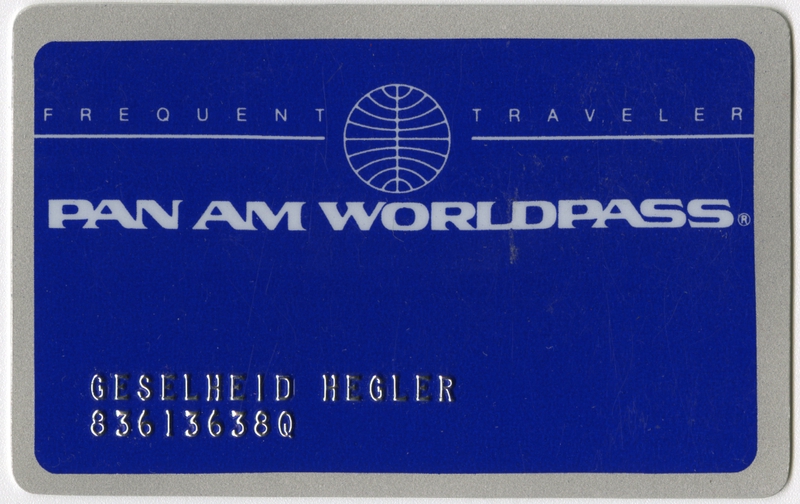 FREQUENT TRAVELER
PAN AM WORLDPASS®
GESELHEID HEGLER
83613638Q